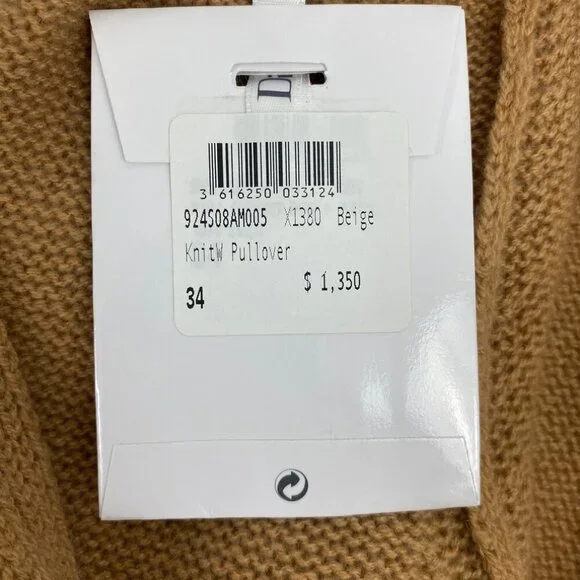 3 616250 033124
924S08AM005 X1380 Beige
KnitW Pullover
$ 1,350
34